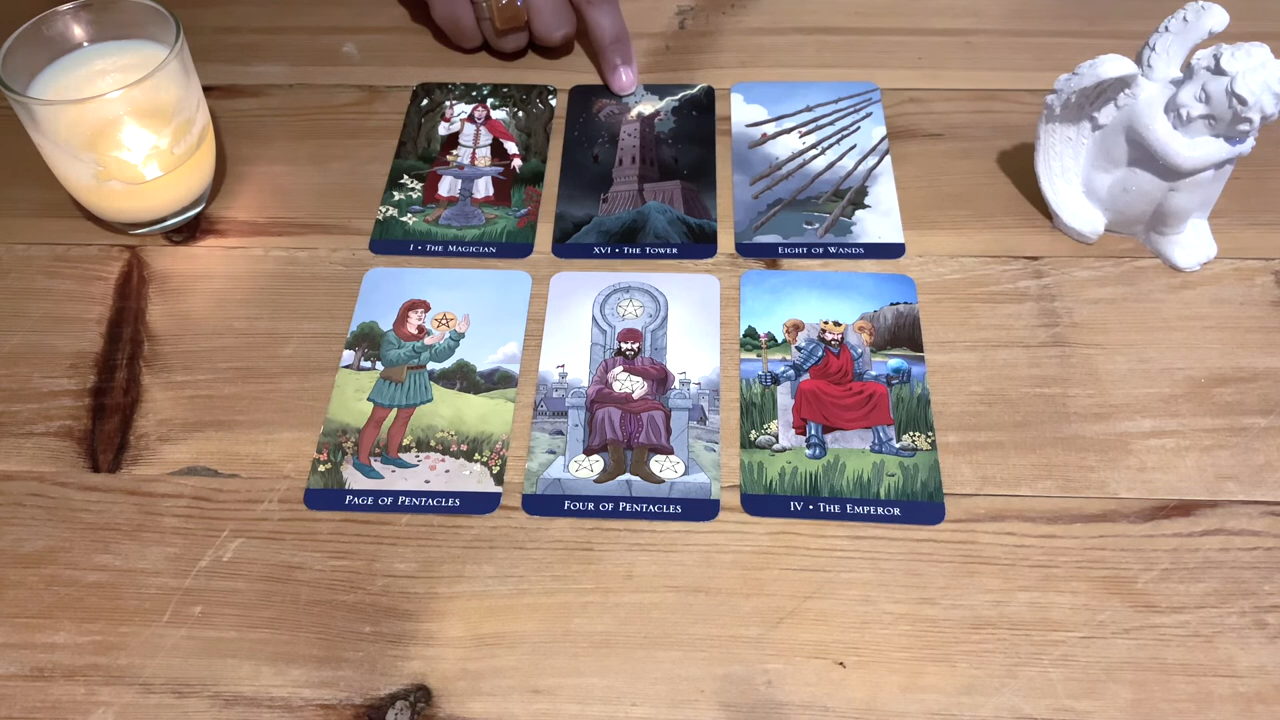 I • THE MAGICIAN
XVI • THE TOWER
EIGHT OF WANDS
PAGE OF PENTACLES
FOUR OF PENTACLES
IV • THE EMPEROR